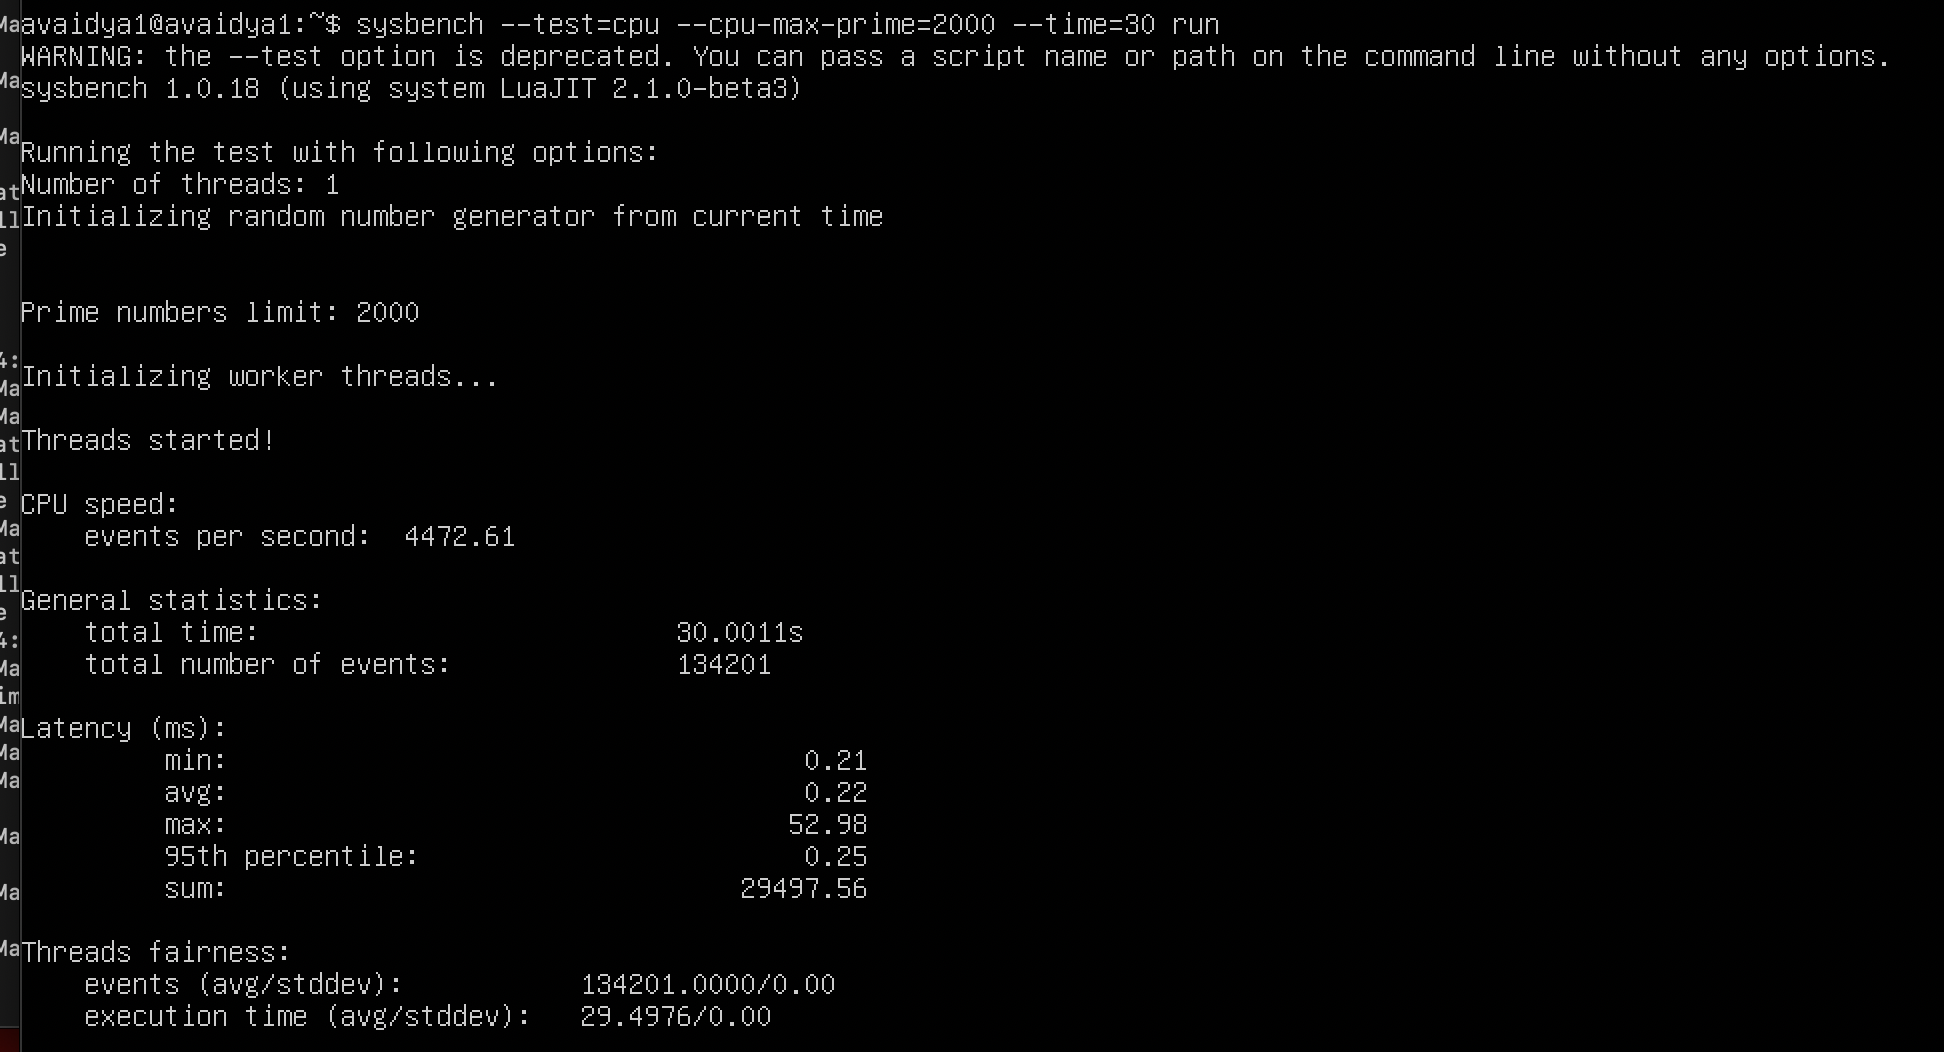 avaidya1@avaidya1:~$ sysbench --test=cpu --cpu-max-prime=2000 --time=30 run
WARNING: the --test option is deprecated. You can pass a script name or path on the command line without any options.
sysbench 1.0.18 (using system LuaJIT 2.1.0-beta3)
Running the test with following options:
Number of threads: 1
Initializing random number generator from current time
Prime numbers limit: 2000
Initializing worker threads...
Threads started!
CPU speed:
events per second: 4472.61
General statistics:
total time: 30.0011s
total number of events: 134201
Latency (ms):
min: 0.21
avg: 0.22
max: 52.98
95th percentile: 0.25
sum: 29497.56
Threads fairness:
events (avg/stddev): 134201.0000/0.00
execution time (avg/stddev): 29.4976/0.00